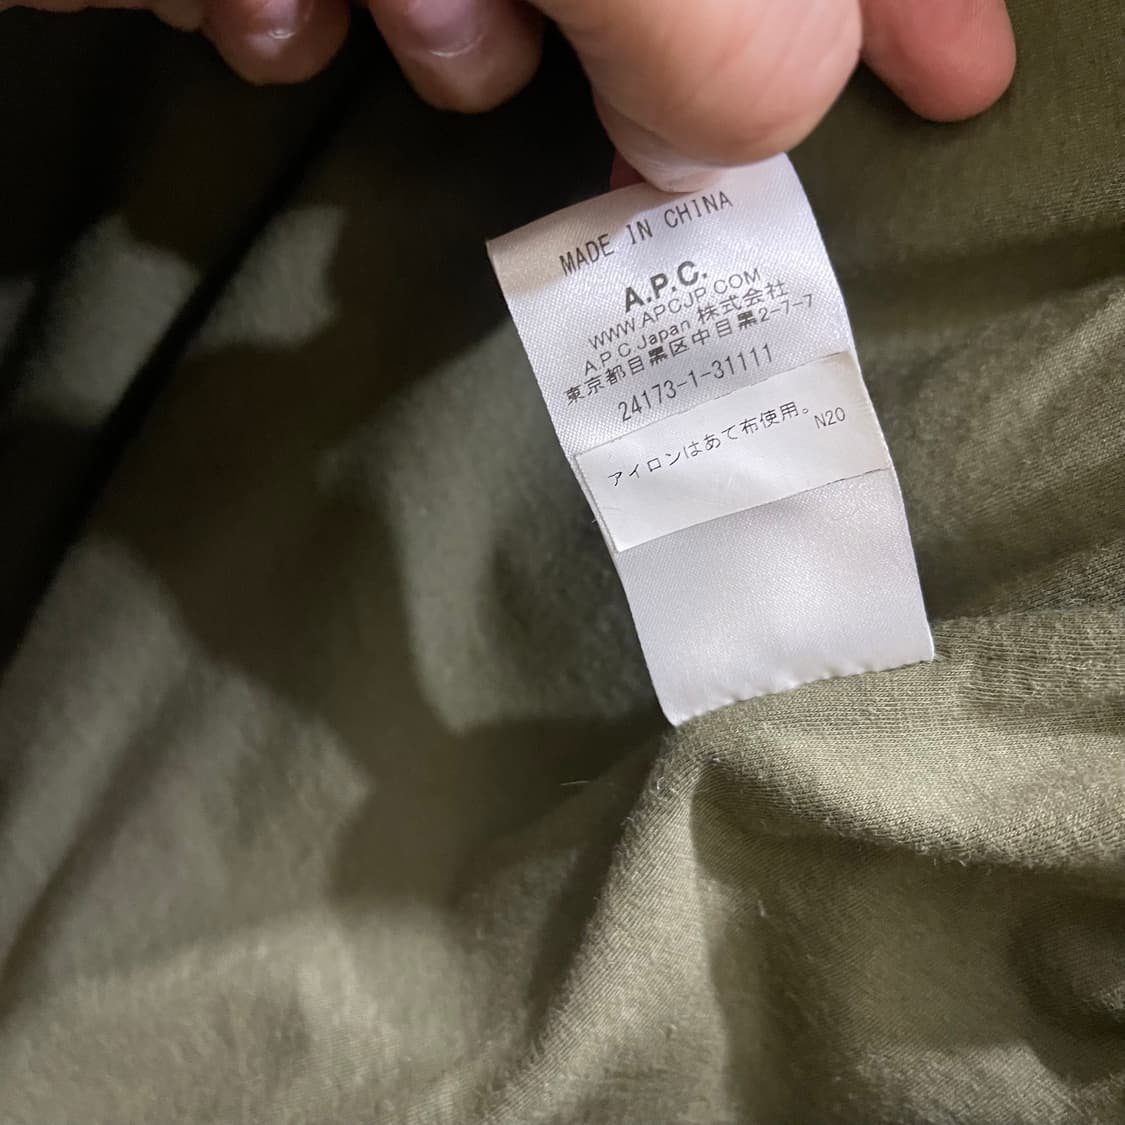 MADE IN CHINA
A.P.C.
WWW.APCJP.COM
A.P.C.Japan 株式会社
東京都目黒区中目黒2-7-7
24173-1-31111
アイロンはあて布使用。
N20